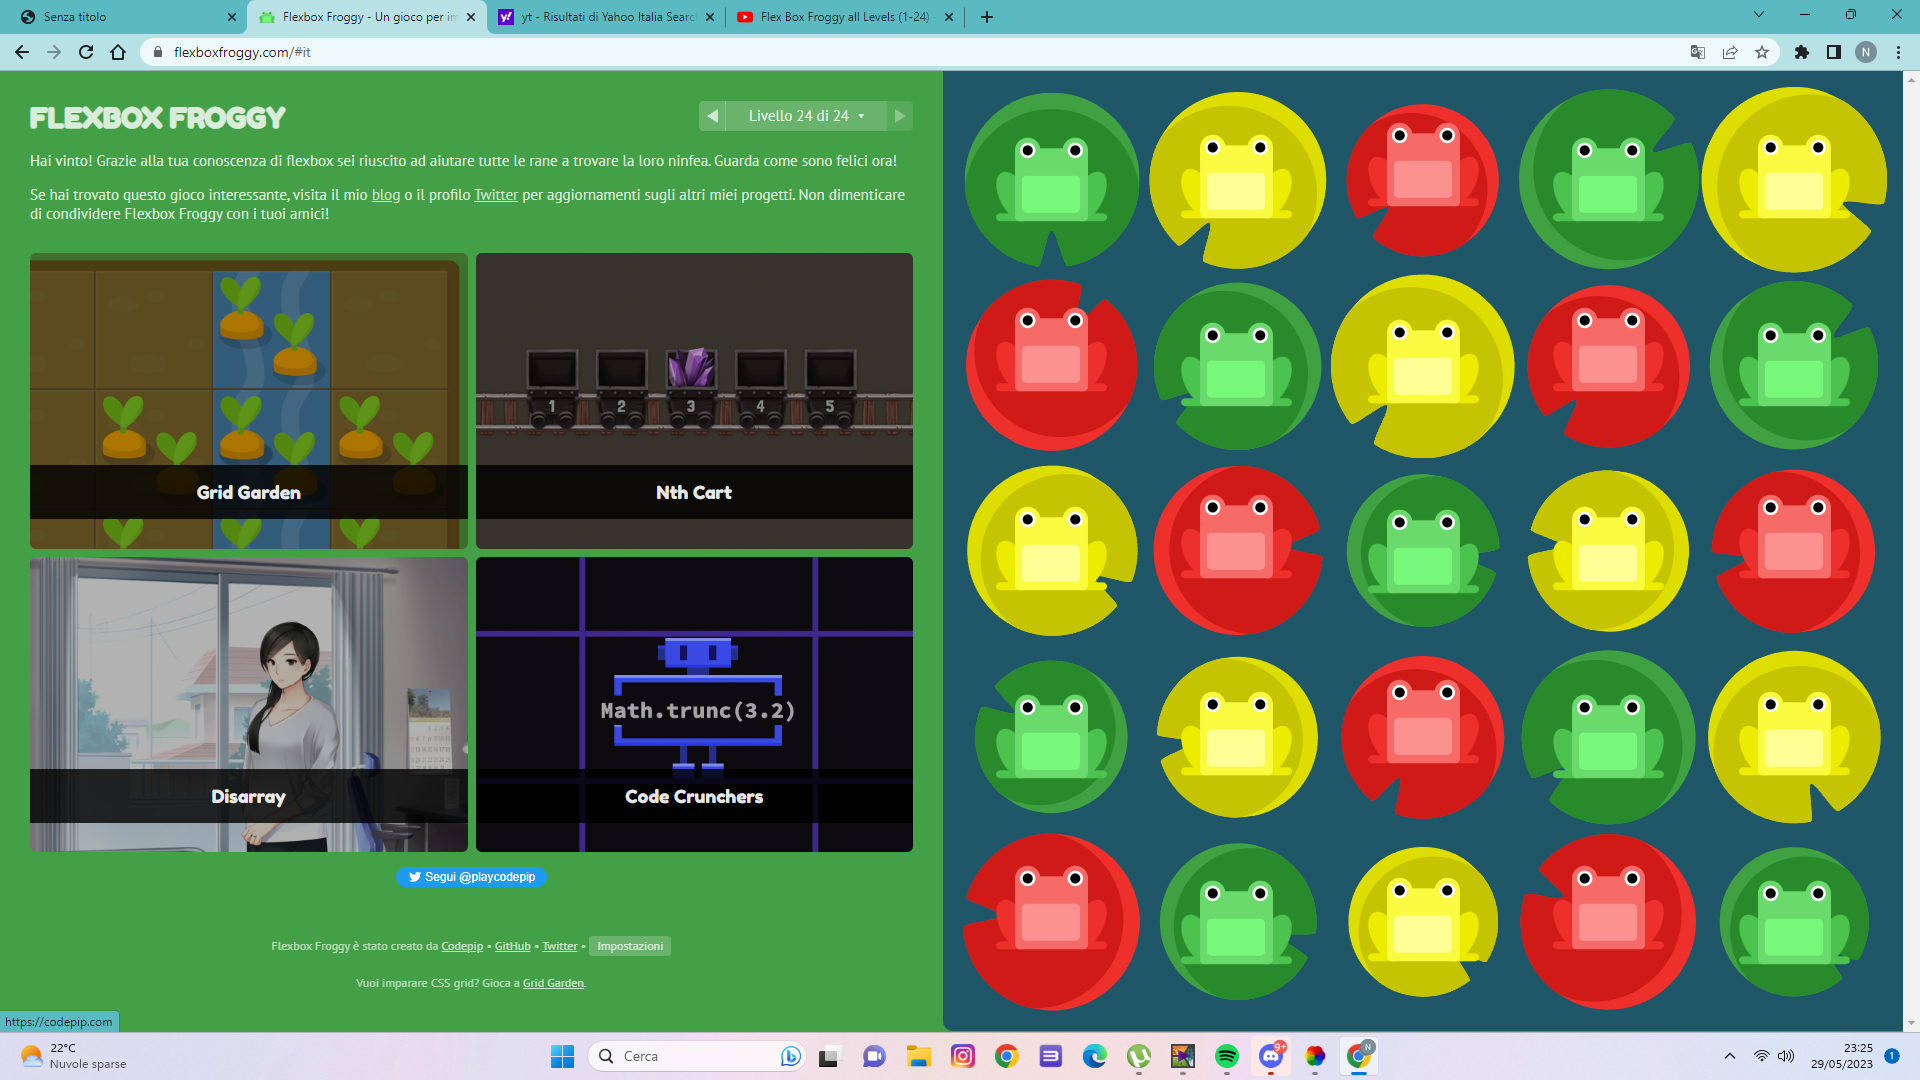 Senza titolo
Flexbox Froggy - Un gioco per im
yt - Risultati di Yahoo Italia Searc
Flex Box Froggy all Levels (1-24)
flexboxfroggy.com/#it
N
FLEXBOX FROGGY
Livello 24 di 24
Hai vinto! Grazie alla tua conoscenza di flexbox sei riuscito ad aiutare tutte le rane a trovare la loro ninfea. Guarda come sono felici ora!
Se hai trovato questo gioco interessante, visita il mio blog o il profilo Twitter per aggiornamenti sugli altri miei progetti. Non dimenticare
di condividere Flexbox Froggy con i tuoi amici!
1 2 3 4 5
Grid Garden
Nth Cart
Math.trunc(3.2)
Disarray
Code Crunchers
Segui @playcodepip
Flexbox Froggy è stato creato da Codepip • GitHub • Twitter • Impostazioni
Vuoi imparare CSS grid? Gioca a Grid Garden.
https://codepip.com
22°C
Nuvole sparse
Cerca
9+
N
23:25
29/05/2023
1